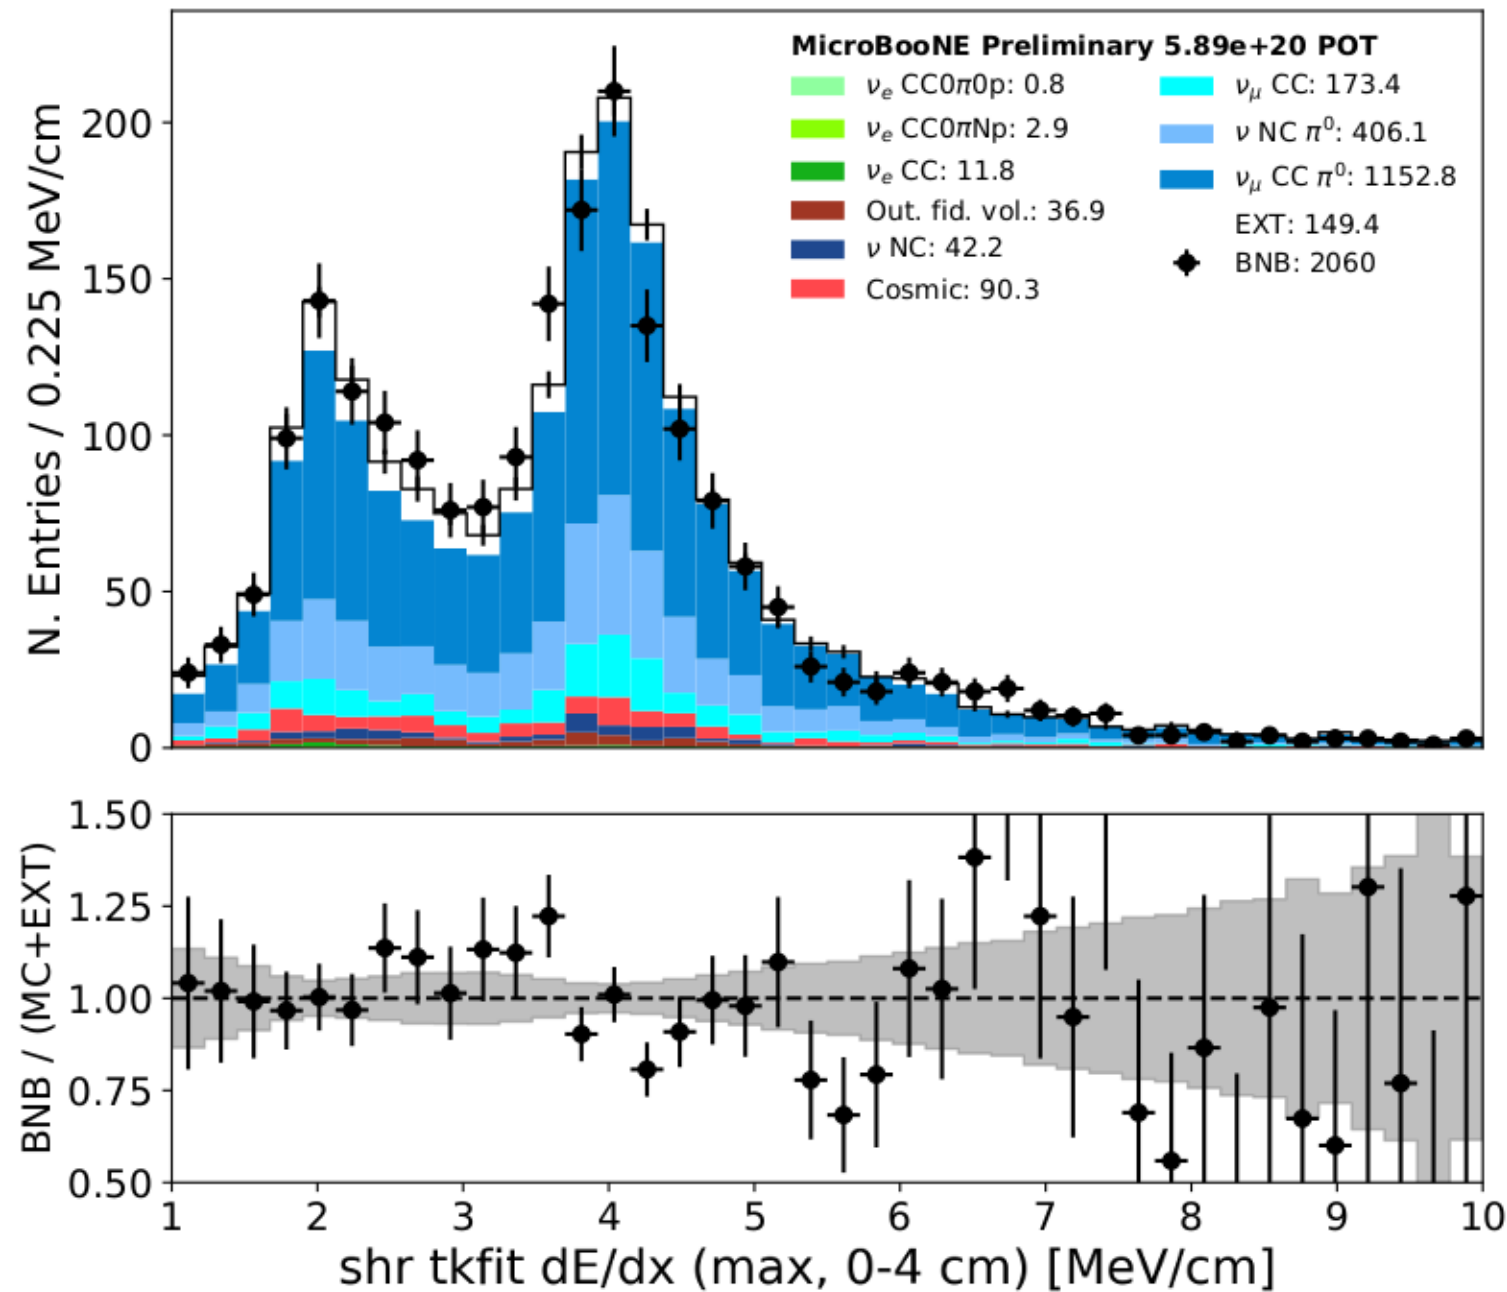 MicroBooNE Preliminary 5.89e+20 POT
νe CC0π0p: 0.8
νe CC0πNp: 2.9
νe CC: 11.8
Out. fid. vol.: 36.9
ν NC: 42.2
Cosmic: 90.3
νμ CC: 173.4
ν NC π⁰: 406.1
νμ CC π⁰: 1152.8
EXT: 149.4
BNB: 2060
N. Entries / 0.225 MeV/cm
200
150
100
50
0
BNB / (MC+EXT)
1.50
1.25
1.00
0.75
0.50
1 2 3 4 5 6 7 8 9 10
shr tkfit dE/dx (max, 0-4 cm) [MeV/cm]